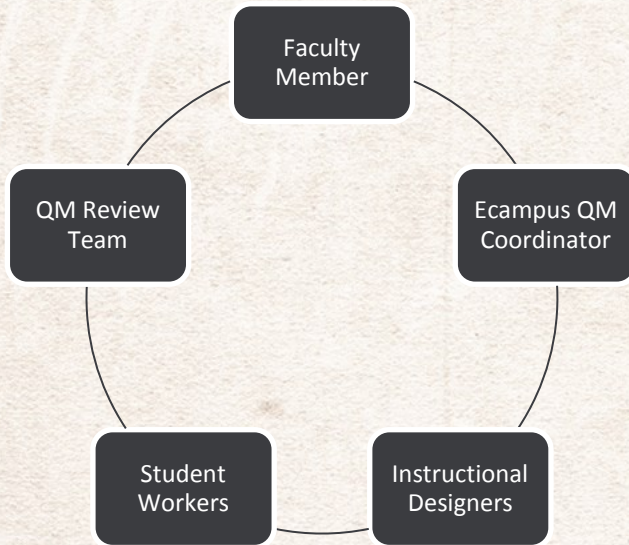 Faculty
Member
QM Review
Team
Ecampus QM
Coordinator
Student
Workers
Instructional
Designers